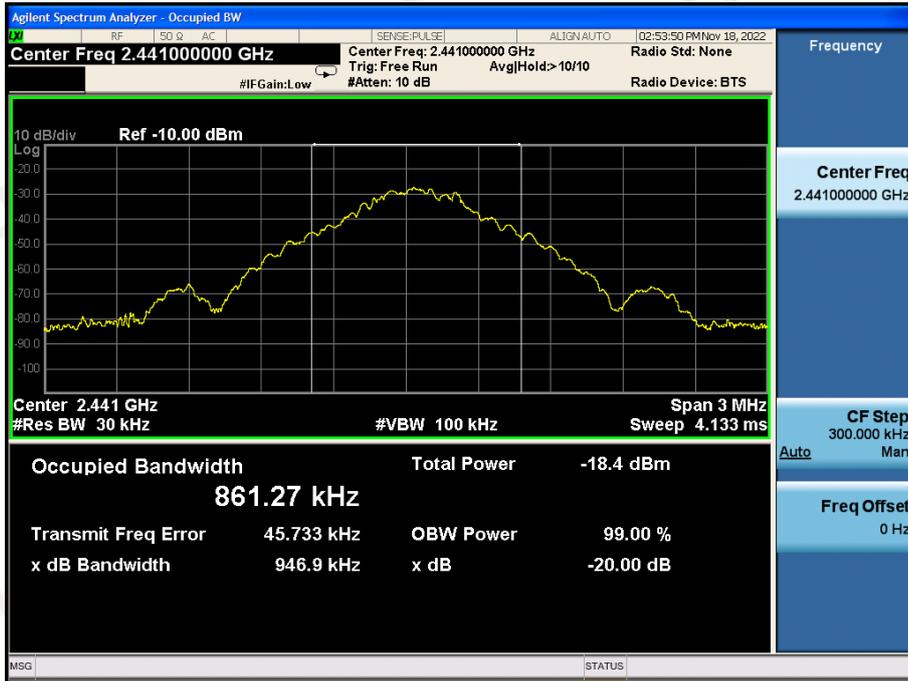 Agilent Spectrum Analyzer - Occupied BW
LXI RF 50 Ω AC SENSE:PULSE ALIGN AUTO 02:53:50 PM Nov 18, 2022
Center Freq 2.441000000 GHz
Center Freq: 2.441000000 GHz
Radio Std: None
Trig: Free Run Avg|Hold:>10/10
#IFGain:Low #Atten: 10 dB
Radio Device: BTS
10 dB/div Ref -10.00 dBm
Log
-20.0
-30.0
-40.0
-50.0
-60.0
-70.0
-80.0
-90.0
-100
Center 2.441 GHz Span 3 MHz
#Res BW 30 kHz #VBW 100 kHz Sweep 4.133 ms
Occupied Bandwidth Total Power -18.4 dBm
861.27 kHz
Transmit Freq Error 45.733 kHz OBW Power 99.00 %
x dB Bandwidth 946.9 kHz x dB -20.00 dB
MSG STATUS
Frequency
Center Freq
2.441000000 GHz
CF Step
300.000 kHz
Auto Man
Freq Offset
0 Hz